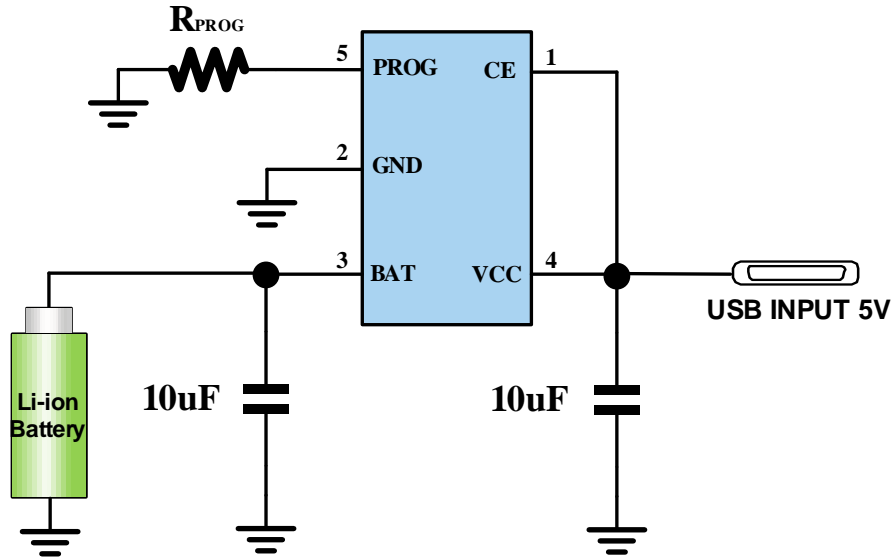 RPROG
5
PROG
CE
1
2
GND
3
BAT
VCC
4
USB INPUT 5V
Li-ion
Battery
10uF
10uF